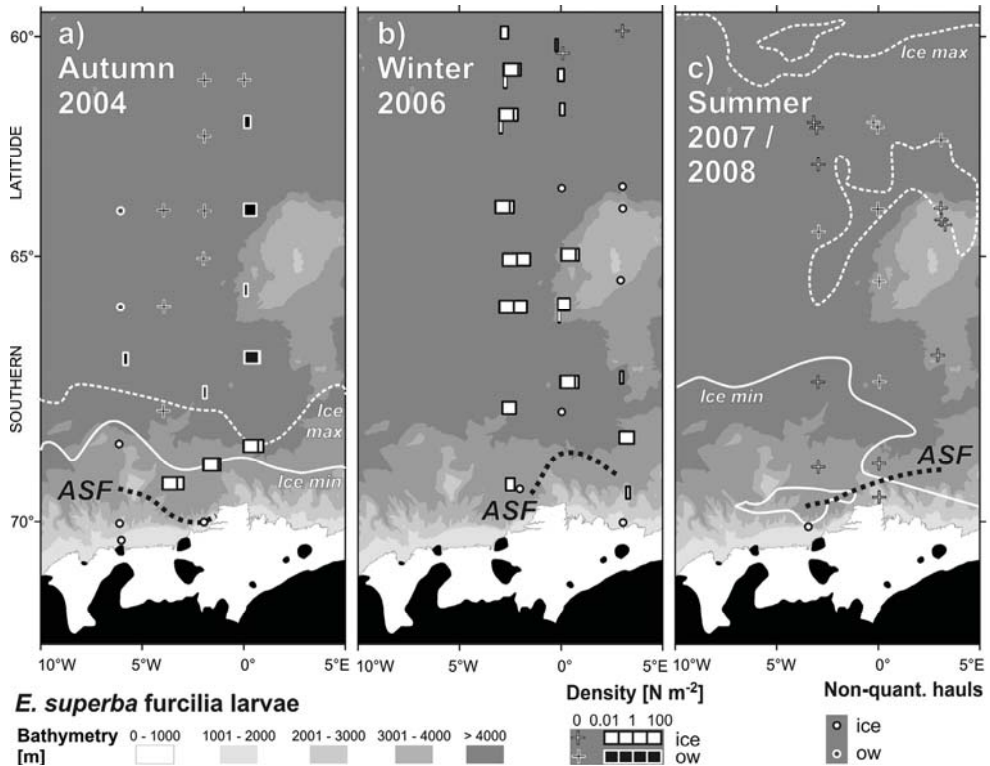 a)
Autumn
2004
b)
Winter
2006
c)
Summer
2007 /
2008
60°
65°
70°
LATITUDE
SOUTHERN
Ice max
Ice
max
Ice min
Ice min
ASF
ASF
ASF
10°W 5°W 0° 5°E
10°W 5°W 0° 5°E
10°W 5°W 0° 5°E
E. superba furcilia larvae
Bathymetry
[m]
0 - 1000 1001 - 2000 2001 - 3000 3001 - 4000 > 4000
Density [N m-2]
0 0.01 1 1 100
ice
ow
Non-quant. hauls
ice
ow